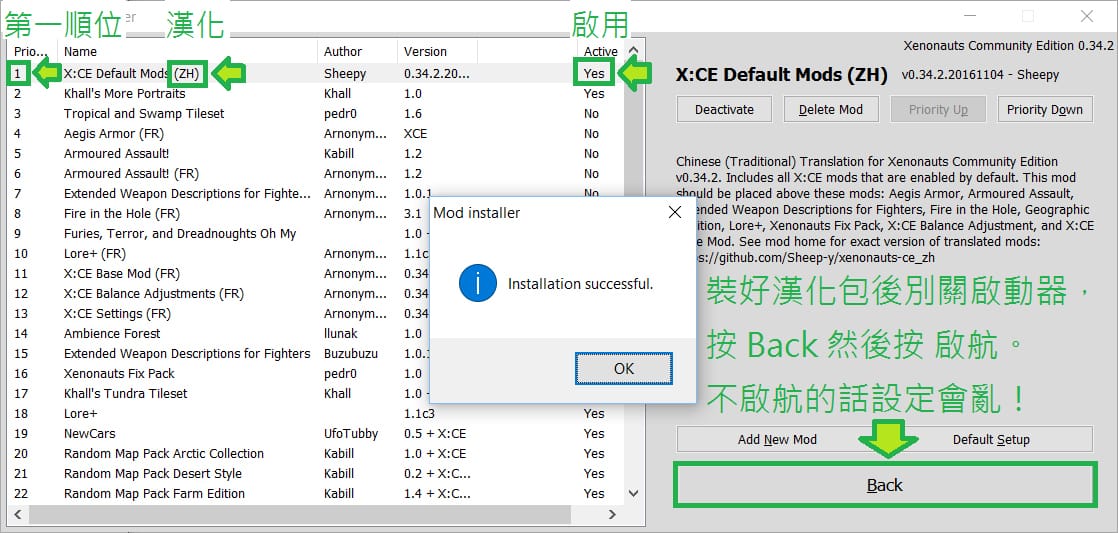 第一順位 漢化 啟用
er
Xenonauts Community Edition 0.34.2
Prio... Name Author Version Active
1 X:CE Default Mods (ZH) Sheepy 0.34.2.20... Yes
2 Khall's More Portraits Khall 1.0 Yes
3 Tropical and Swamp Tileset pedr0 1.6 No
4 Aegis Armor (FR) Arnonym... XCE No
5 Armoured Assault! Kabill 1.2 No
6 Armoured Assault! (FR) Arnonym... 1.2 No
7 Extended Weapon Descriptions for Fighte... Arnonym... 1.0.1 No
8 Fire in the Hole (FR) Arnonym... 3.1
9 Furies, Terror, and Dreadnoughts Oh My 1.0
10 Lore+ (FR) Arnonym... 1.1c
11 X:CE Base Mod (FR) Arnonym... 0.34
12 X:CE Balance Adjustments (FR) Arnonym... 0.34
13 X:CE Settings (FR) Arnonym... 0.34
14 Ambience Forest llunak 1.0
15 Extended Weapon Descriptions for Fighters Buzubuzu 1.0.
16 Xenonauts Fix Pack pedr0 1.0
17 Khall's Tundra Tileset Khall 1.0
18 Lore+ 1.1c3 Yes
19 NewCars UfoTubby 0.5 + X:CE Yes
20 Random Map Pack Arctic Collection Kabill 1.0 + X:CE Yes
21 Random Map Pack Desert Style Kabill 0.2 + X:C... Yes
22 Random Map Pack Farm Edition Kabill 1.4 + X:C... Yes
Mod installer
Installation successful.
OK
X:CE Default Mods (ZH) v0.34.2.20161104 - Sheepy
Deactivate Delete Mod Priority Up Priority Down
Chinese (Traditional) Translation for Xenonauts Community Edition
v0.34.2. Includes all X:CE mods that are enabled by default. This mod
should be placed above these mods: Aegis Armor, Armoured Assault,
ended Weapon Descriptions for Fighters, Fire in the Hole, Geographic
ition, Lore+, Xenonauts Fix Pack, X:CE Balance Adjustment, and X:CE
e Mod. See mod home for exact version of translated mods:
s://github.com/Sheep-y/xenonauts-ce_zh
裝好漢化包後別關啟動器，
按 Back 然後按 啟航。
不啟航的話設定會亂！
Add New Mod Default Setup
Back